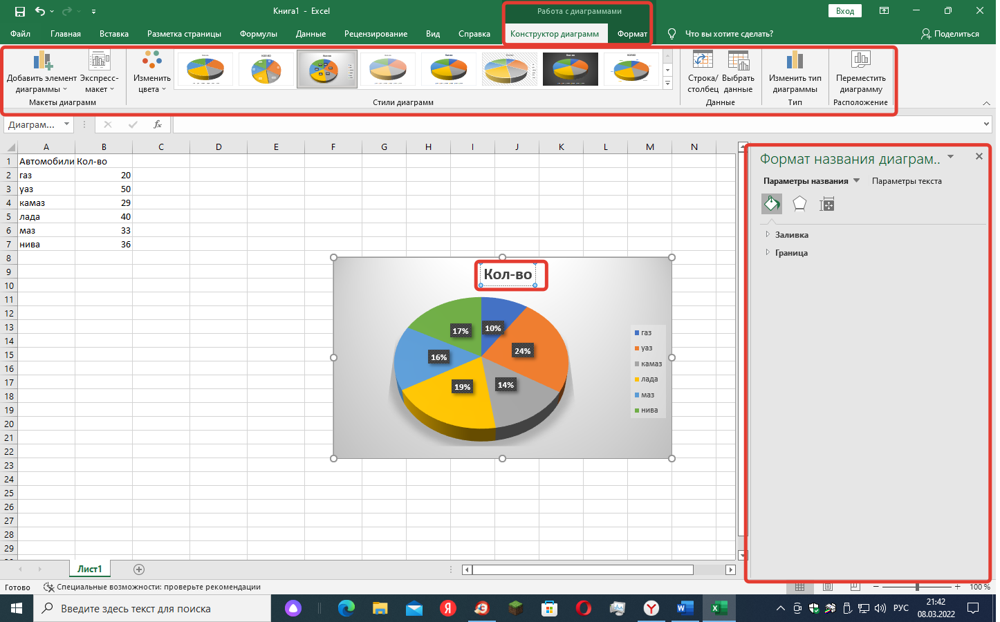 Книга1 - Excel
Работа с диаграммами
Вход
Файл Главная Вставка Разметка страницы Формулы Данные Рецензирование Вид Справка Конструктор диаграмм Формат Что вы хотите сделать? Поделиться
Добавить элемент диаграммы
Экспресс-макет
Изменить цвета
Строка/столбец
Выбрать данные
Изменить тип диаграммы
Переместить диаграмму
Макеты диаграмм Стили диаграмм Данные Тип Расположение
Диаграм... fx
A B C D E F G H I J K L M N
1 Автомобили Кол-во
2 газ 20
3 уаз 50
4 камаз 29
5 лада 40
6 маз 33
7 нива 36
8
9
10
11
12
13
14
15
16
17
18
19
20
21
22
23
24
25
26
27
28
29
Кол-во
10%
24%
14%
19%
16%
17%
газ
уаз
камаз
лада
маз
нива
Формат названия диаграм..
Параметры названия Параметры текста
Заливка
Граница
Лист1
Готово Специальные возможности: проверьте рекомендации 100 %
Введите здесь текст для поиска
РУС
21:42
08.03.2022